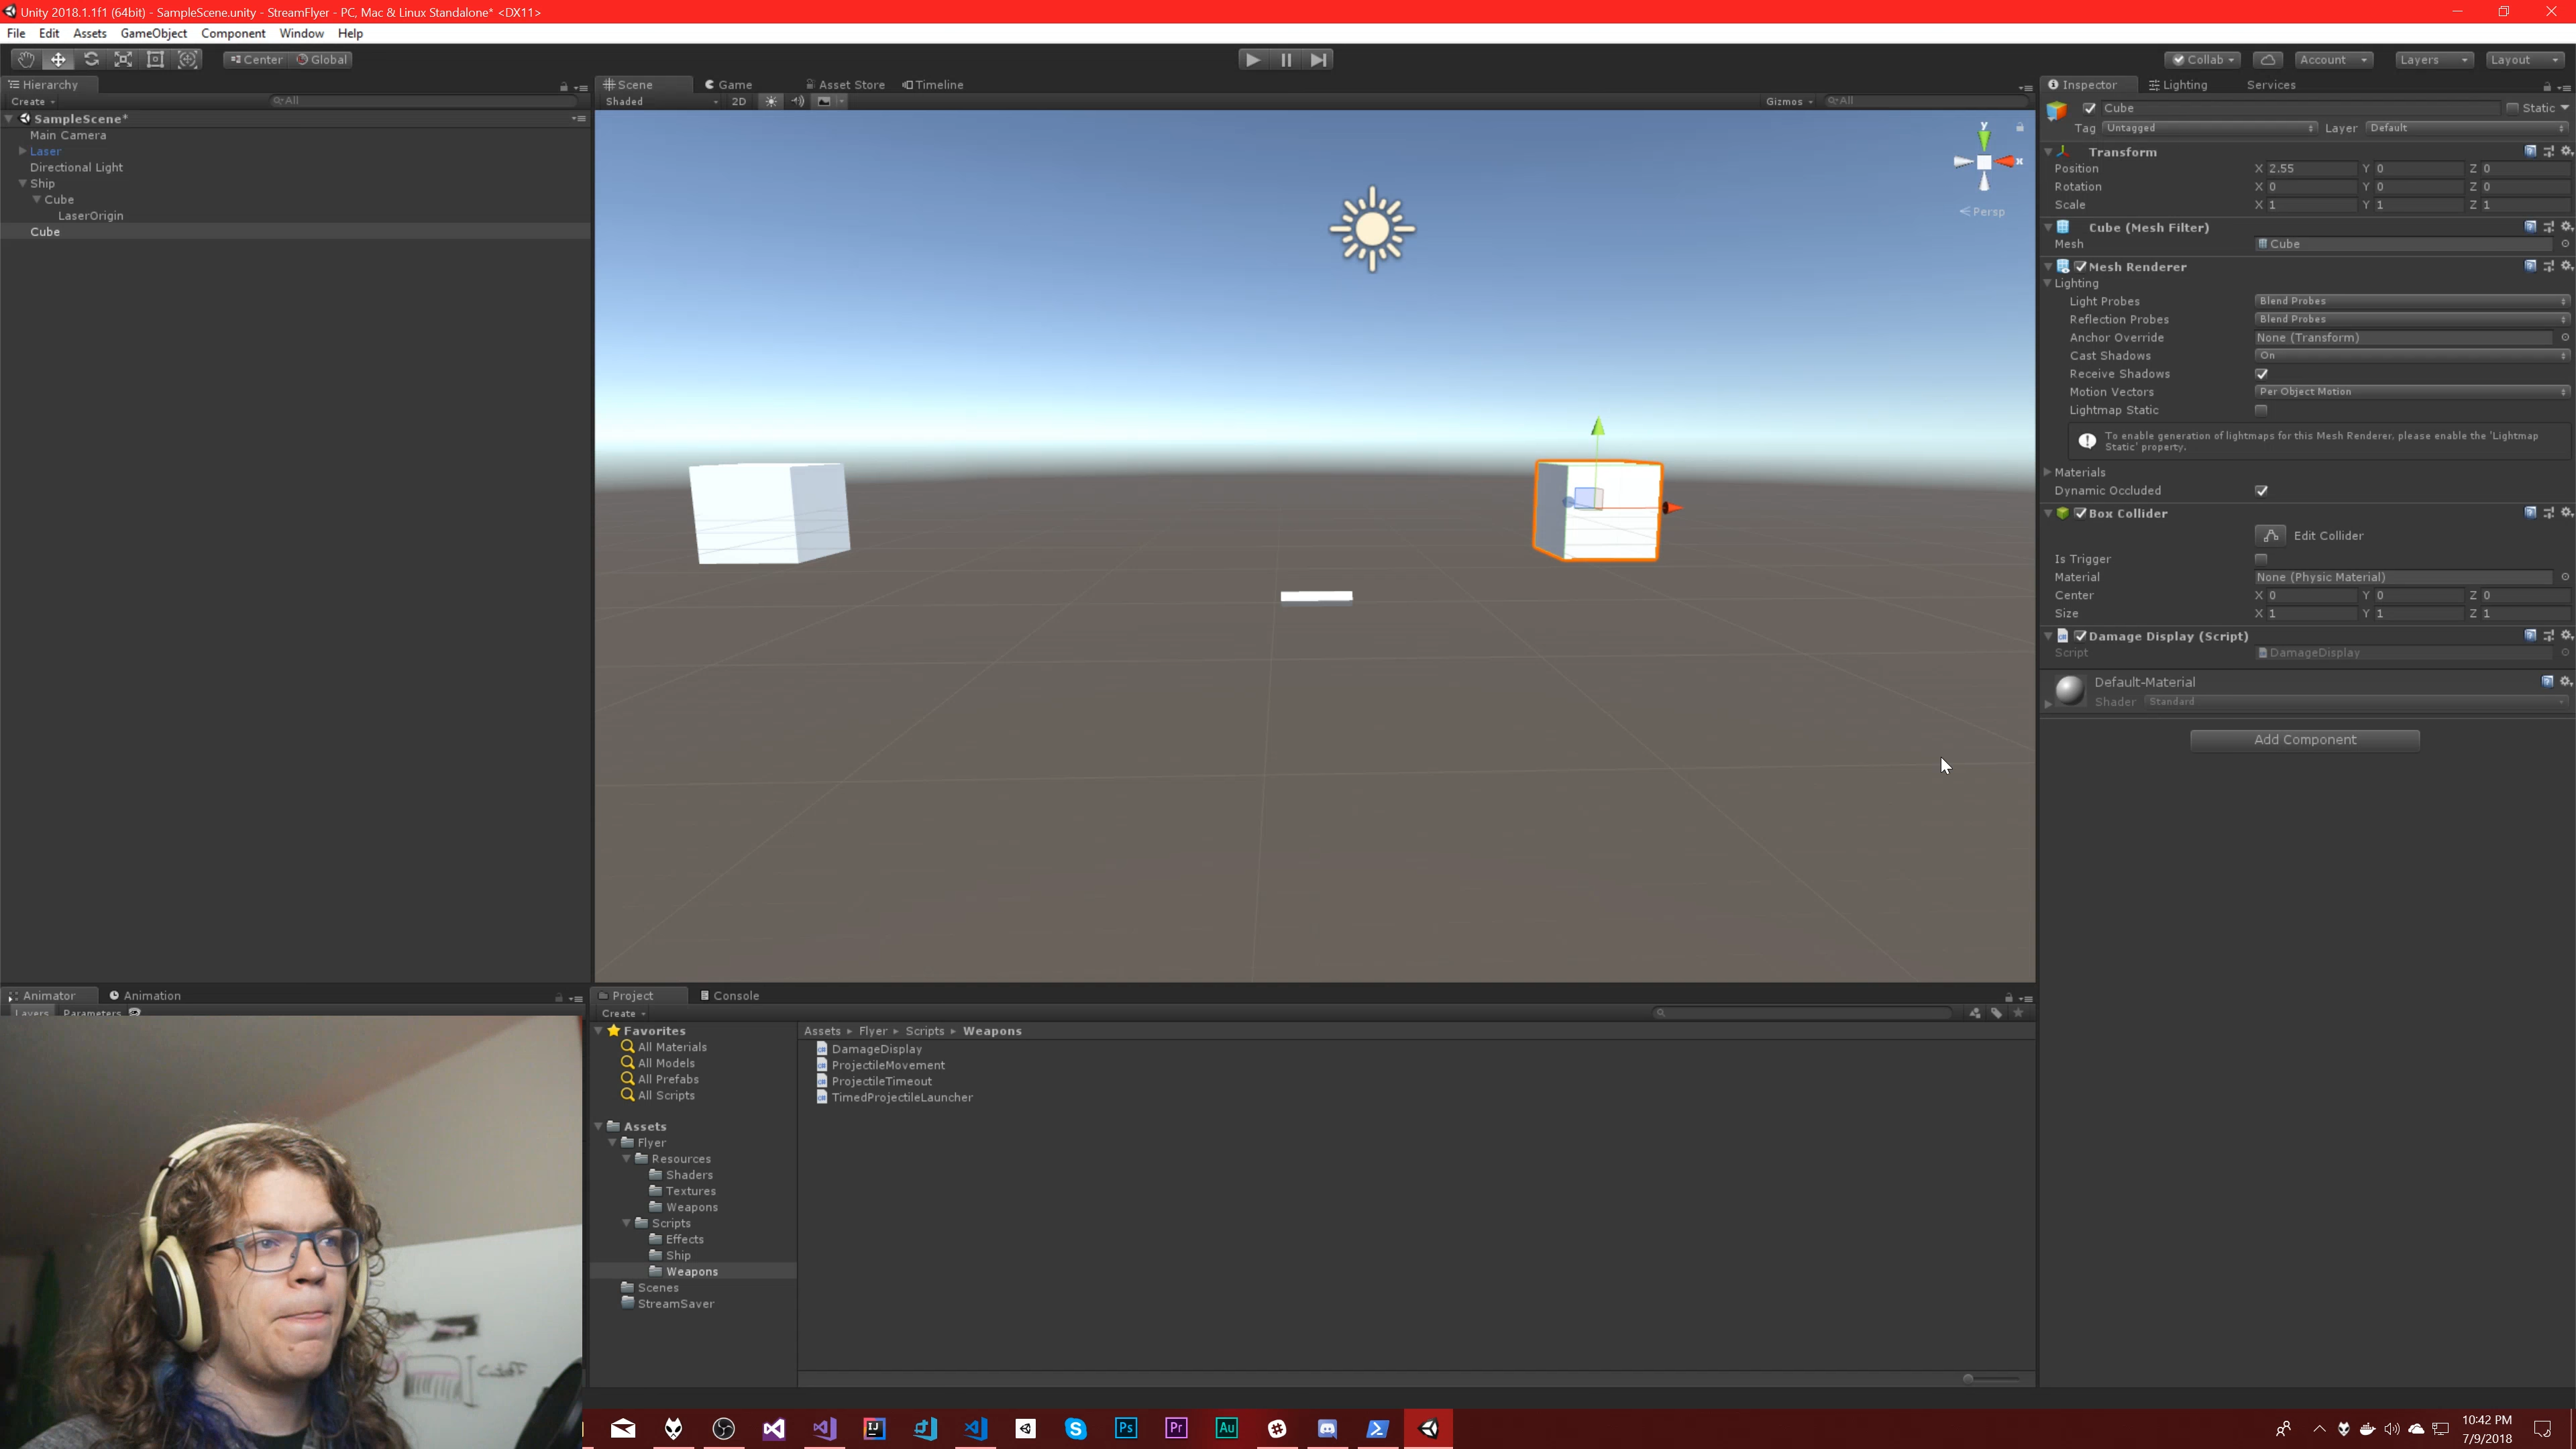 Unity 2018.1.1f1 (64bit) - SampleScene.unity - StreamFlyer - PC, Mac & Linux Standalone* <DX11>
File Edit Assets GameObject Component Window Help
Center Global Collab Account Layers Layout
Hierarchy
Create All
SampleScene*
Main Camera
Laser
Directional Light
Ship
Cube
LaserOrigin
Cube
Scene Game Asset Store Timeline
Shaded 2D Gizmos All
y
x
Persp
Inspector Lighting Services
Cube Static
Tag Untagged Layer Default
Transform
Position X 2.55 Y 0 Z 0
Rotation X 0 Y 0 Z 0
Scale X 1 Y 1 Z 1
Cube (Mesh Filter)
Mesh Cube
Mesh Renderer
Lighting
Light Probes Blend Probes
Reflection Probes Blend Probes
Anchor Override None (Transform)
Cast Shadows On
Receive Shadows
Motion Vectors Per Object Motion
Lightmap Static
To enable generation of lightmaps for this Mesh Renderer, please enable the 'Lightmap
Static' property.
Materials
Dynamic Occluded
Box Collider
Edit Collider
Is Trigger
Material None (Physic Material)
Center X 0 Y 0 Z 0
Size X 1 Y 1 Z 1
Damage Display (Script)
Script DamageDisplay
Default-Material
Shader Standard
Add Component
Animator Animation
Layers Parameters
Project Console
Create
Favorites
All Materials
All Models
All Prefabs
All Scripts
Assets
Flyer
Resources
Shaders
Textures
Weapons
Scripts
Effects
Ship
Weapons
Scenes
StreamSaver
Assets Flyer Scripts Weapons
DamageDisplay
ProjectileMovement
ProjectileTimeout
TimedProjectileLauncher
IJ Ps Pr Au
10:42 PM
7/9/2018